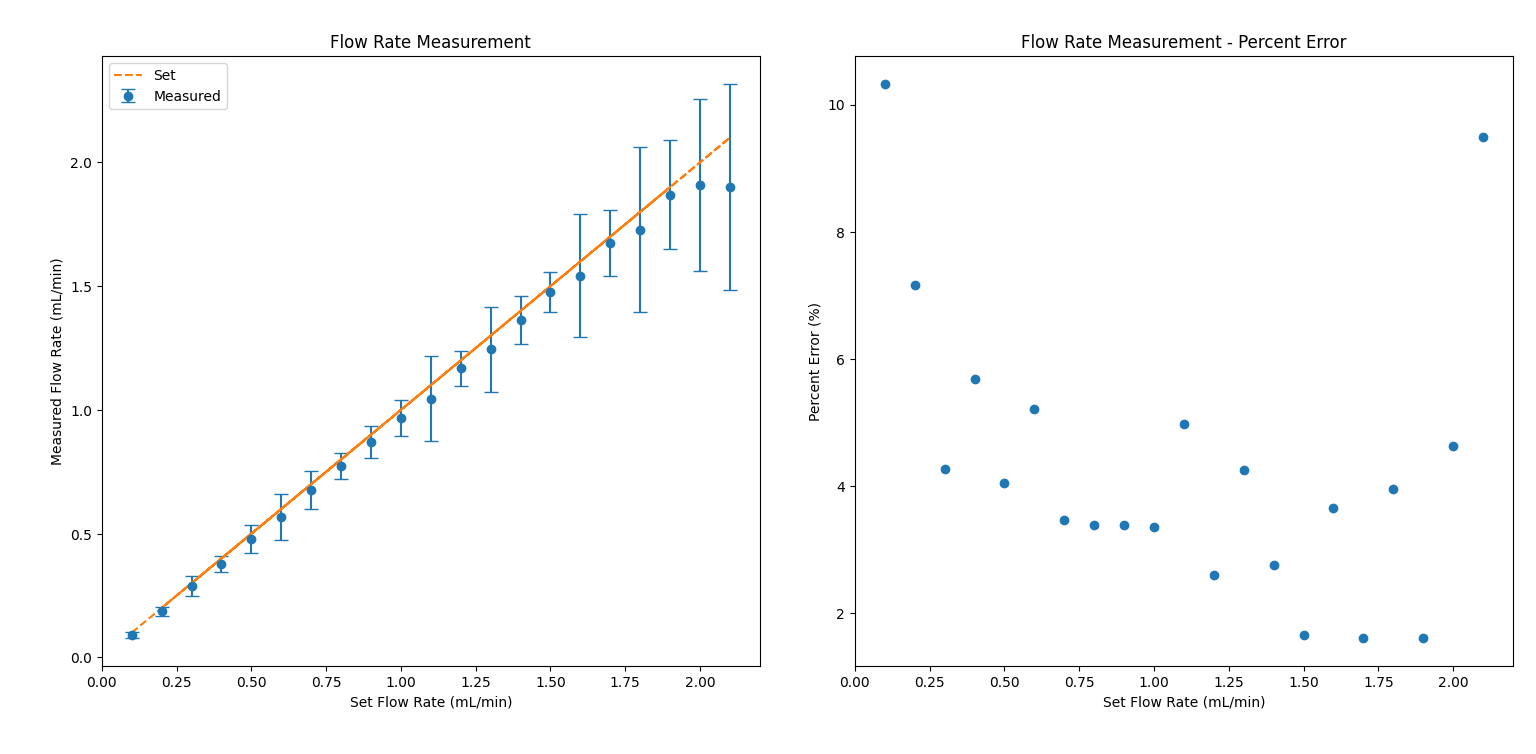 Flow Rate Measurement
Set
Measured
2.0
1.5
1.0
0.5
0.0
Measured Flow Rate (mL/min)
0.00 0.25 0.50 0.75 1.00 1.25 1.50 1.75 2.00
Set Flow Rate (mL/min)
Flow Rate Measurement - Percent Error
10
8
6
4
2
Percent Error (%)
0.00 0.25 0.50 0.75 1.00 1.25 1.50 1.75 2.00
Set Flow Rate (mL/min)